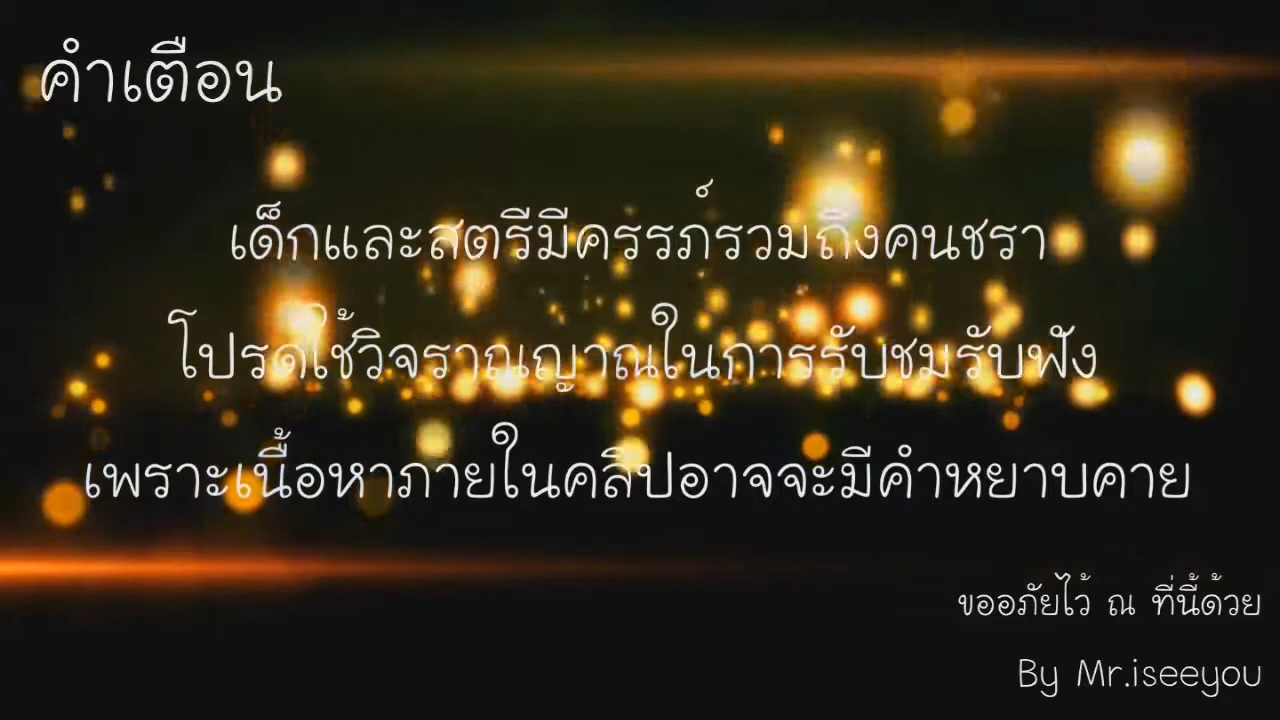 คำเตือน
เด็กและสตรีมีครรภ์รวมถึงคนชรา
โปรดใช้วิจราณญาณในการรับชมรับฟัง
เพราะเนื้อหาภายในคลิปอาจจะมีคำหยาบคาย
ขออภัยไว้ ณ ที่นี้ด้วย
By Mr.iseeyou